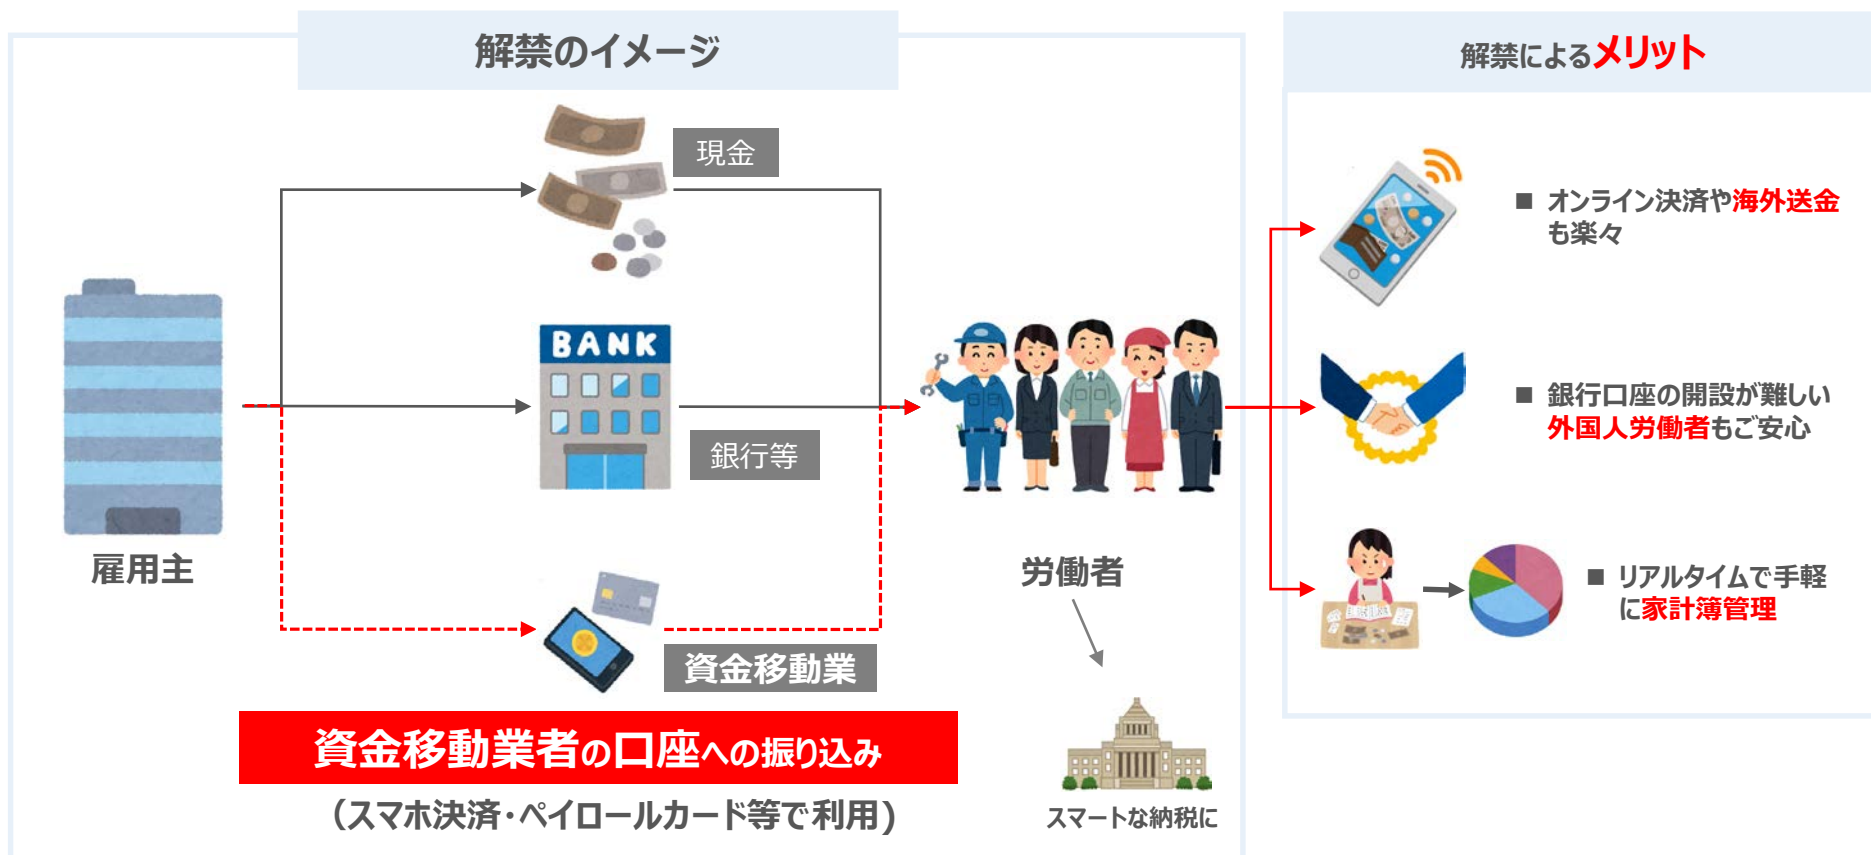 解禁のイメージ
現金
BANK
銀行等
雇用主
労働者
資金移動業
資金移動業者の口座への振り込み
（スマホ決済・ペイロールカード等で利用）
スマートな納税に
解禁によるメリット
■ オンライン決済や海外送金
も楽々
■ 銀行口座の開設が難しい
外国人労働者もご安心
■ リアルタイムで手軽
に家計簿管理